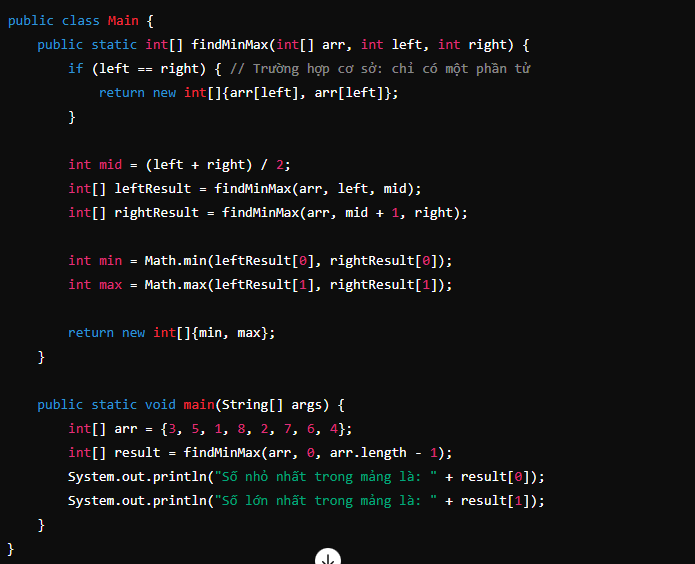 public class Main {
    public static int[] findMinMax(int[] arr, int left, int right) {
        if (left == right) { // Trường hợp cơ sở: chỉ có một phần tử
            return new int[]{arr[left], arr[left]};
        }

        int mid = (left + right) / 2;
        int[] leftResult = findMinMax(arr, left, mid);
        int[] rightResult = findMinMax(arr, mid + 1, right);

        int min = Math.min(leftResult[0], rightResult[0]);
        int max = Math.max(leftResult[1], rightResult[1]);

        return new int[]{min, max};
    }

    public static void main(String[] args) {
        int[] arr = {3, 5, 1, 8, 2, 7, 6, 4};
        int[] result = findMinMax(arr, 0, arr.length - 1);
        System.out.println("Số nhỏ nhất trong mảng là: " + result[0]);
        System.out.println("Số lớn nhất trong mảng là: " + result[1]);
    }
}